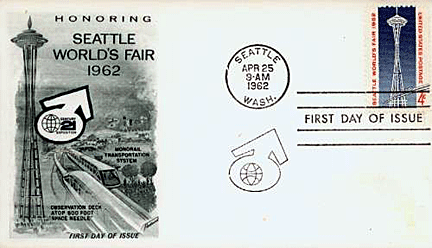 HONORING
SEATTLE
WORLD'S FAIR
1962
CENTURY
21
EXPOSITION
MONORAIL
TRANSPORTATION
SYSTEM
OBSERVATION DECK
ATOP 600 FOOT
"SPACE NEEDLE"
FIRST DAY OF ISSUE
SEATTLE
APR 25
9-AM
1962
WASH.
SEATTLE WORLD'S FAIR 1962
UNITED STATES POSTAGE
4¢
FIRST DAY OF ISSUE